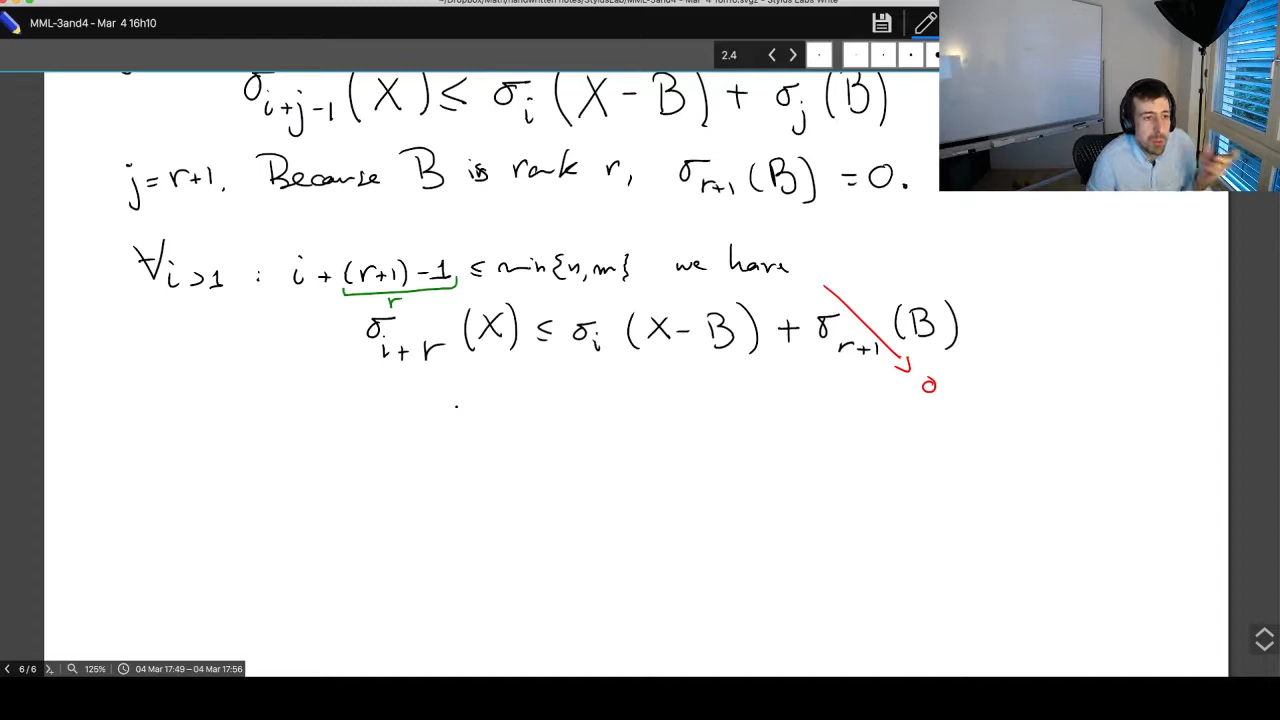 MML-3and4 - Mar 4 16h10
2.4
σ_{i+j-1} (X) ≤ σ_i (X - B) + σ_j (B)
j = r+1. Because B is rank r, σ_{r+1} (B) = 0.
∀ i > 1 : i + (r+1) - 1 ≤ min{n, m} we have
r
σ_{i+r} (X) ≤ σ_i (X - B) + σ_{r+1} (B)
0
6/6 125% 04 Mar 17:49 – 04 Mar 17:56